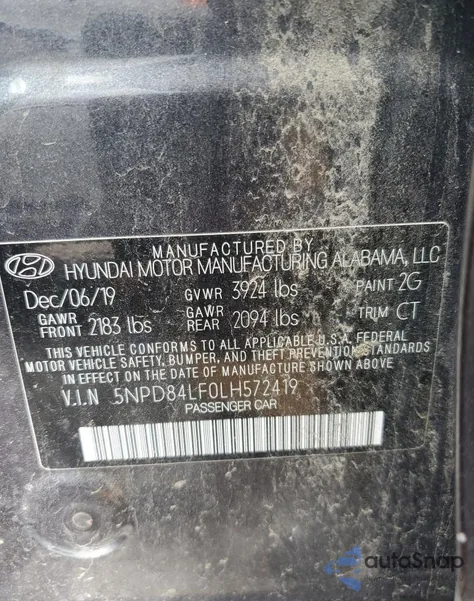 MANUFACTURED BY
HYUNDAI MOTOR MANUFACTURING ALABAMA, LLC
Dec/06/19 GVWR 3924 lbs PAINT 2G
GAWR FRONT 2183 lbs GAWR REAR 2094 lbs TRIM CT
THIS VEHICLE CONFORMS TO ALL APPLICABLE U.S.A. FEDERAL
MOTOR VEHICLE SAFETY, BUMPER, AND THEFT PREVENTION STANDARDS
IN EFFECT ON THE DATE OF MANUFACTURE SHOWN ABOVE
V.I.N 5NPD84LF0LH572419
PASSENGER CAR
autoSnap